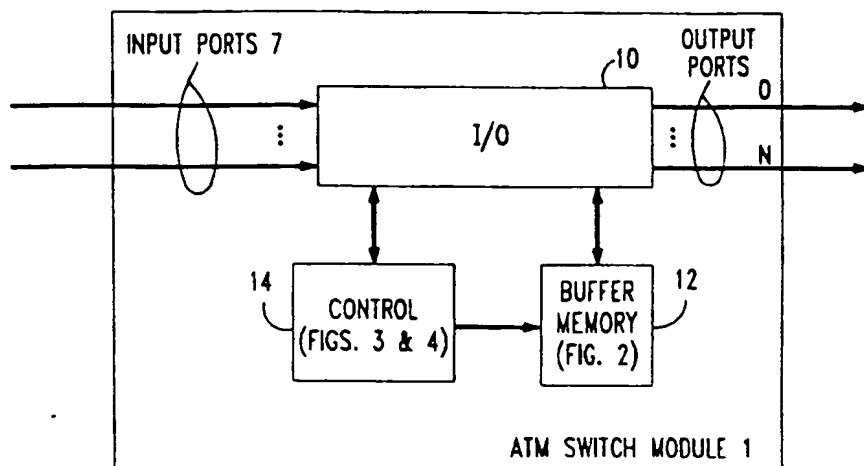 INPUT PORTS 7
OUTPUT
PORTS
10
0
I/O
N
14
CONTROL
(FIGS. 3 & 4)
BUFFER
MEMORY
(FIG. 2)
12
ATM SWITCH MODULE 1